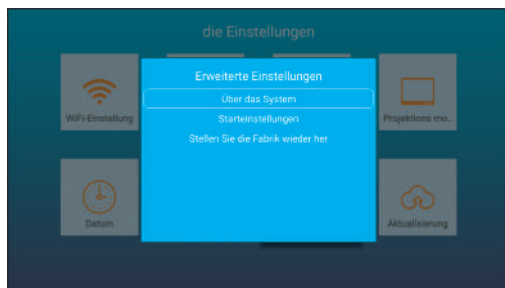 die Einstellungen
Erweiterte Einstellungen
Über das System
Starteinstellungen
Stellen Sie die Fabrik wieder her
WiFi-Einstellung
Projektions mo..
Datum
Aktualisierung